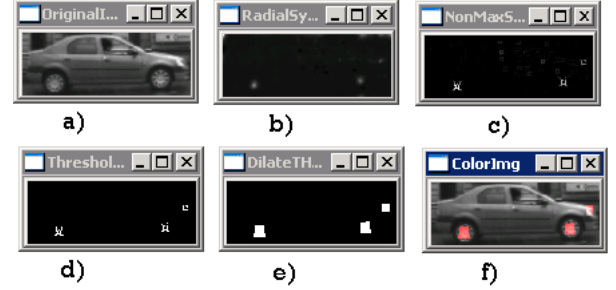 OriginalI...
RadialSy...
NonMaxS...
a)
b)
c)
Threshol...
DilateTH...
ColorImg
d)
e)
f)